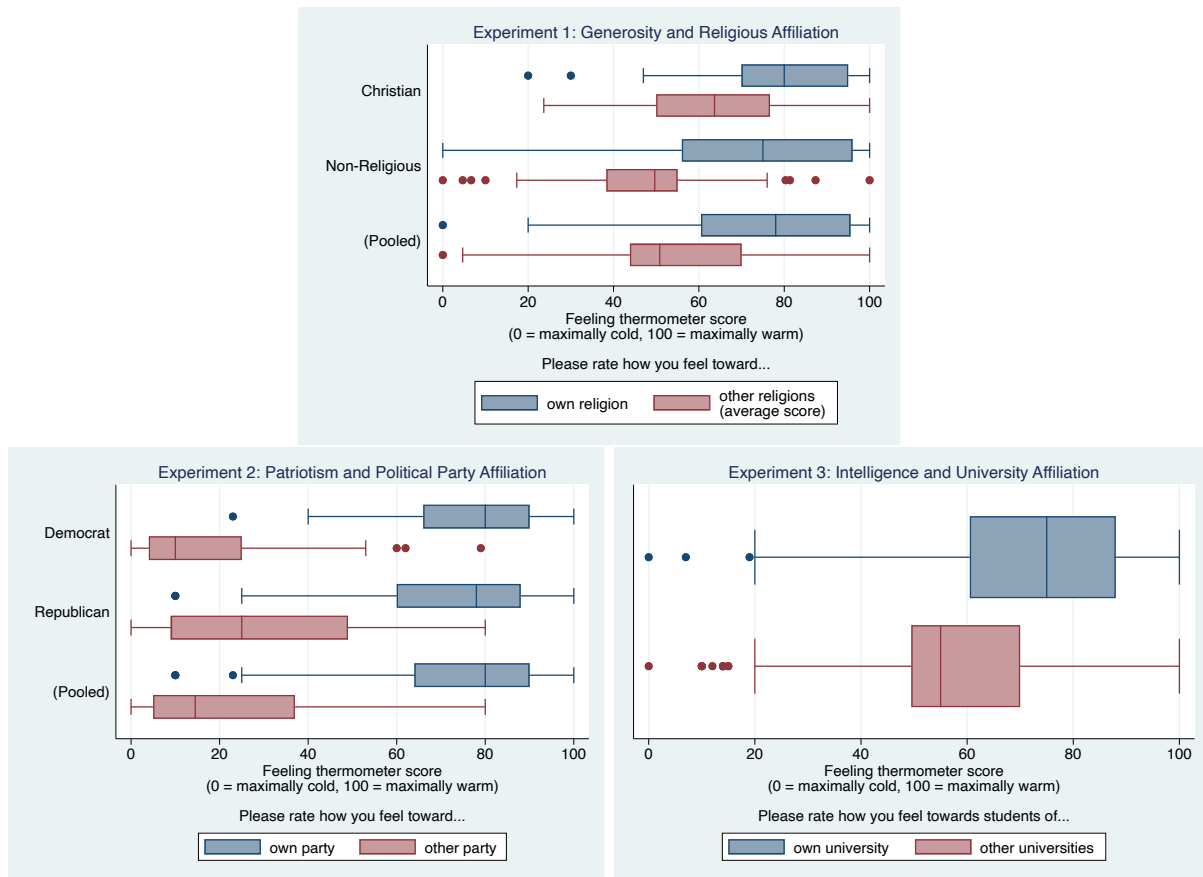 Experiment 1: Generosity and Religious Affiliation
Christian
Non-Religious
(Pooled)
0 20 40 60 80 100
Feeling thermometer score
(0 = maximally cold, 100 = maximally warm)
Please rate how you feel toward...
own religion
other religions
(average score)
Experiment 2: Patriotism and Political Party Affiliation
Democrat
Republican
(Pooled)
0 20 40 60 80 100
Feeling thermometer score
(0 = maximally cold, 100 = maximally warm)
Please rate how you feel toward...
own party other party
Experiment 3: Intelligence and University Affiliation
0 20 40 60 80 100
Feeling thermometer score
(0 = maximally cold, 100 = maximally warm)
Please rate how you feel towards students of...
own university other universities